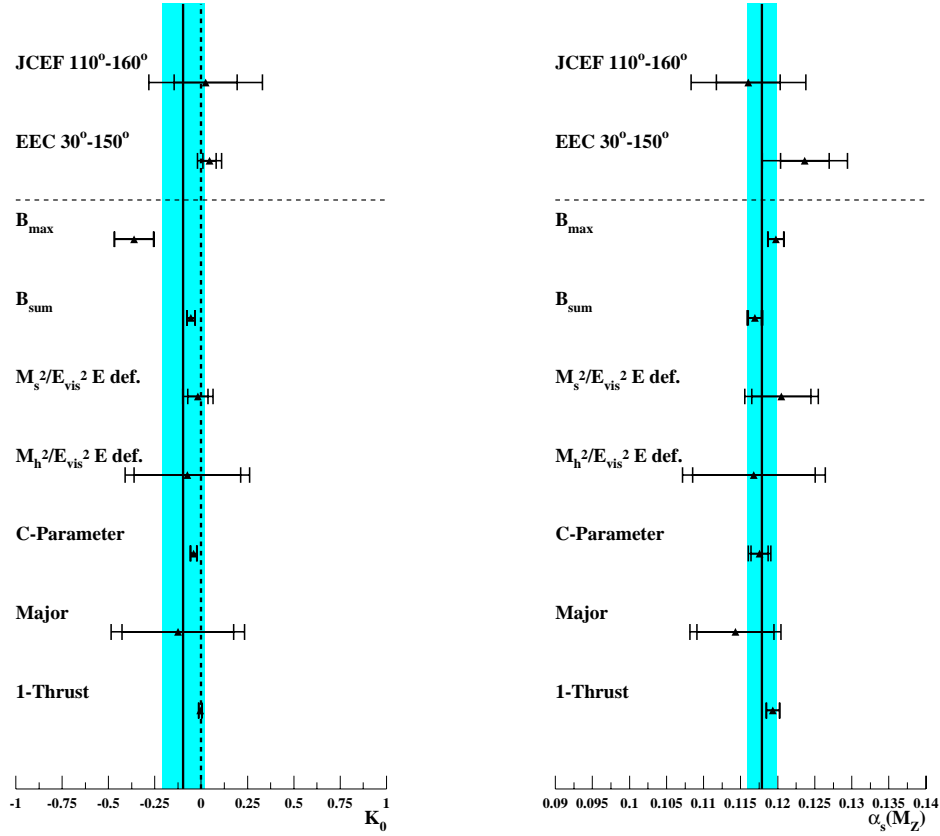 JCEF 110°-160°
EEC 30°-150°
B_max
B_sum
M_s²/E_vis² E def.
M_h²/E_vis² E def.
C-Parameter
Major
1-Thrust
-1 -0.75 -0.5 -0.25 0 0.25 0.5 0.75 1
K_0
JCEF 110°-160°
EEC 30°-150°
B_max
B_sum
M_s²/E_vis² E def.
M_h²/E_vis² E def.
C-Parameter
Major
1-Thrust
0.09 0.095 0.1 0.105 0.11 0.115 0.12 0.125 0.13 0.135 0.14
α_s(M_Z)